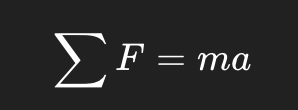 ∑ F = ma